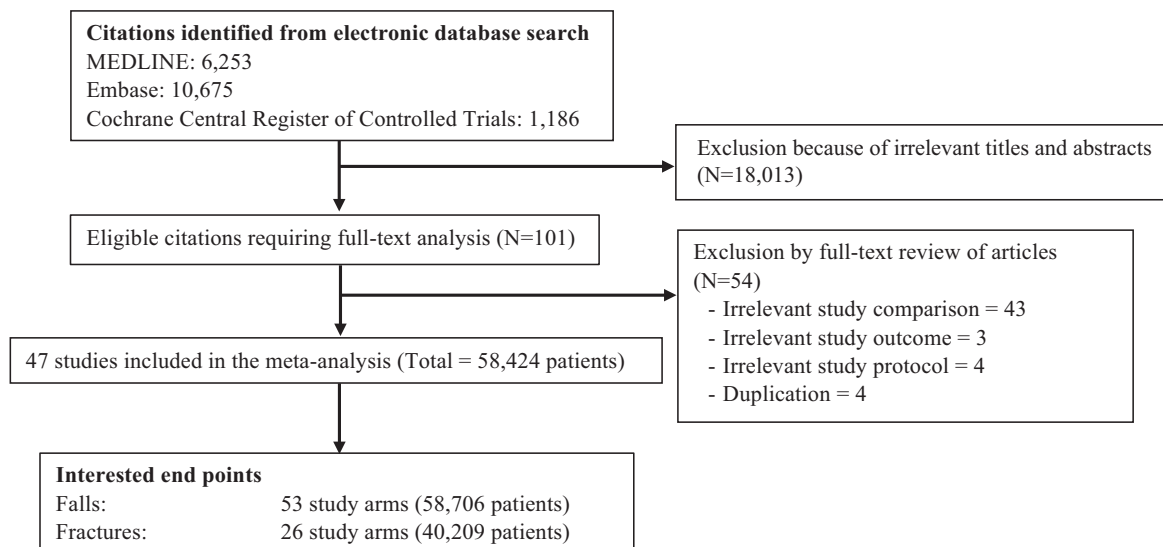 Citations identified from electronic database search
MEDLINE: 6,253
Embase: 10,675
Cochrane Central Register of Controlled Trials: 1,186
Exclusion because of irrelevant titles and abstracts
(N=18,013)
Eligible citations requiring full-text analysis (N=101)
Exclusion by full-text review of articles
(N=54)
- Irrelevant study comparison = 43
- Irrelevant study outcome = 3
- Irrelevant study protocol = 4
- Duplication = 4
47 studies included in the meta-analysis (Total = 58,424 patients)
Interested end points
Falls: 53 study arms (58,706 patients)
Fractures: 26 study arms (40,209 patients)